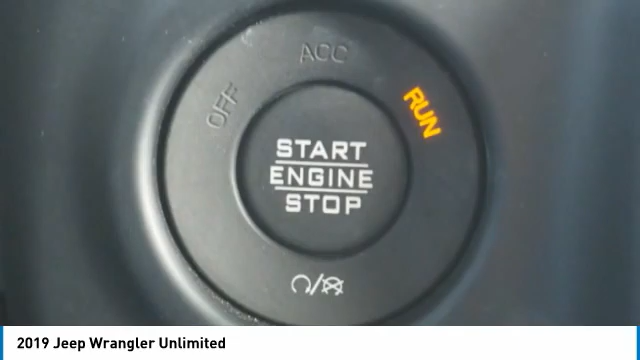 ACC
OFF
RUN
START
ENGINE
STOP
2019 Jeep Wrangler Unlimited